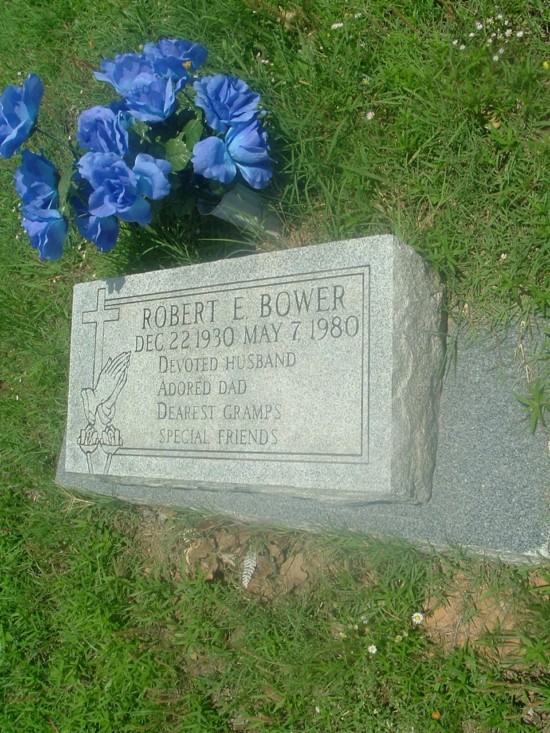 ROBERT E. BOWER
DEC. 22, 1930 MAY 7, 1980
DEVOTED HUSBAND
ADORED DAD
DEAREST GRAMPS
SPECIAL FRIENDS